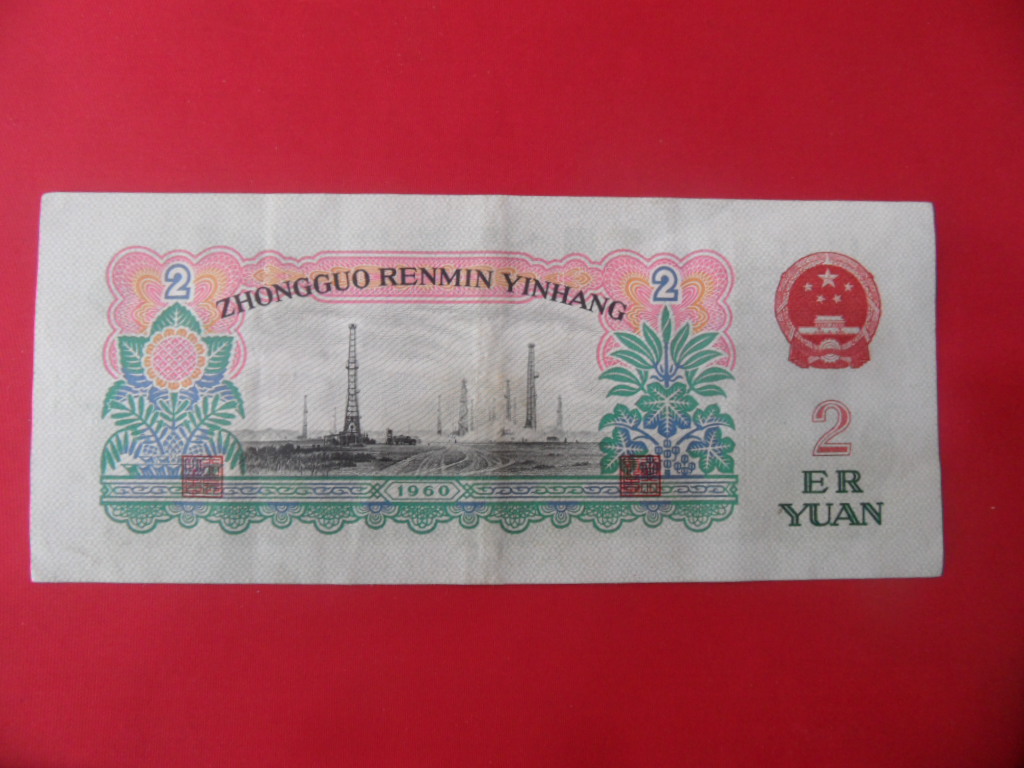 2
2
ZHONGGUO RENMIN YINHANG
1960
2
ER
YUAN